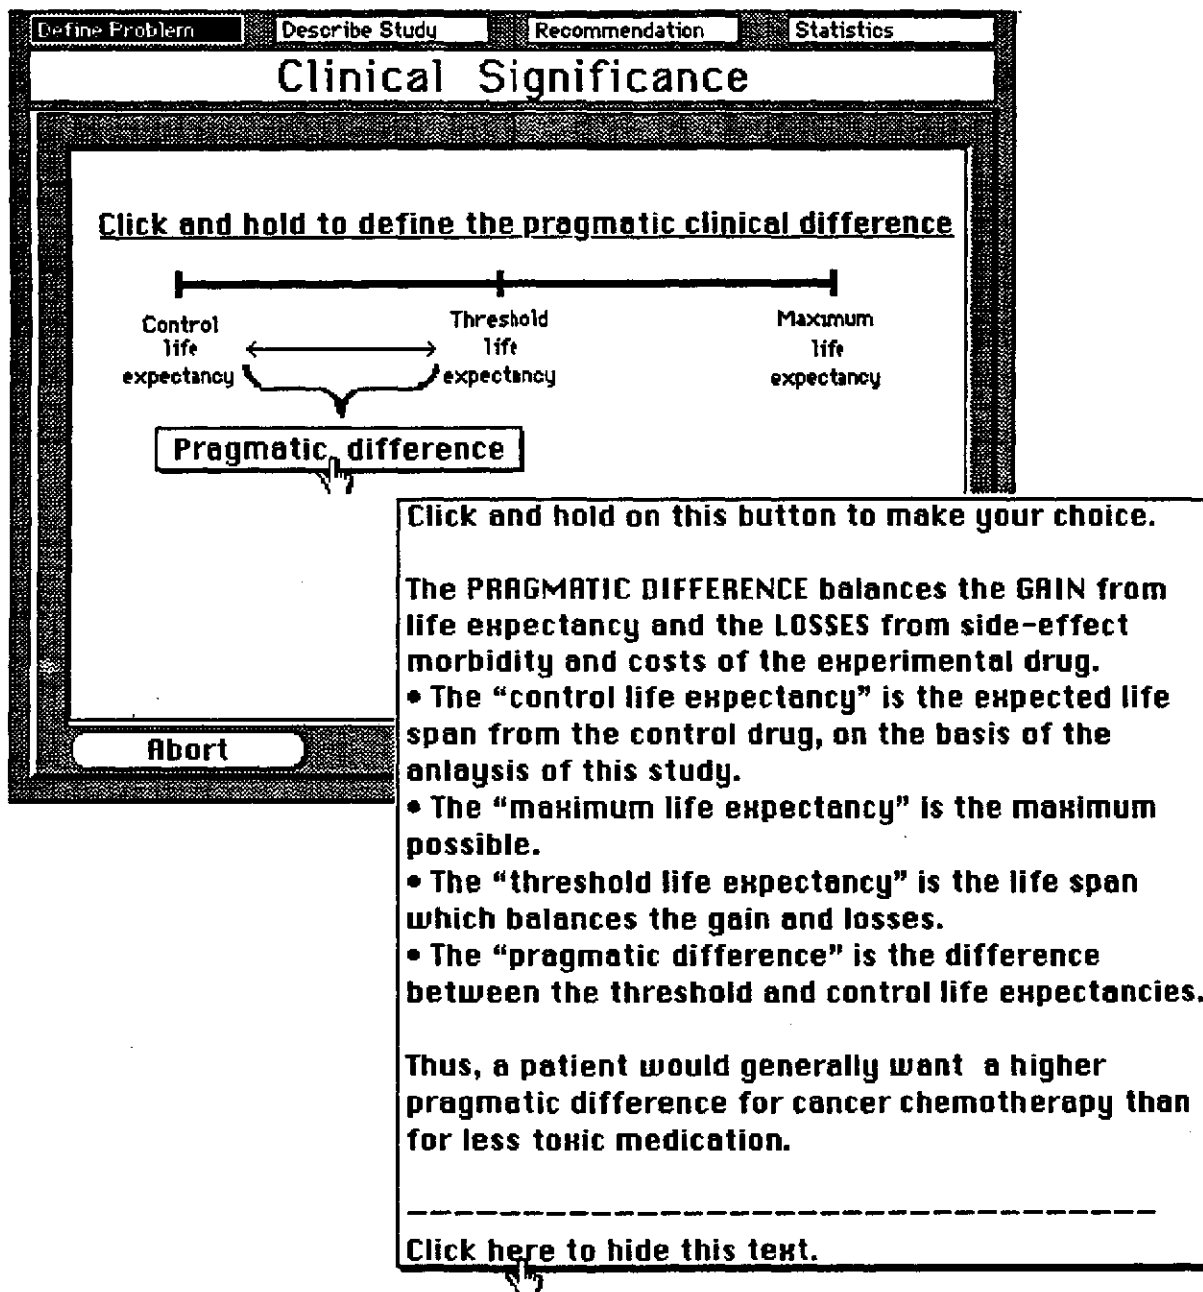 Define Problem Describe Study Recommendation Statistics
Clinical Significance
Click and hold to define the pragmatic clinical difference
Control Threshold Maximum
life life life
expectancy expectancy expectancy
Pragmatic difference
Click and hold on this button to make your choice.
The PRAGMATIC DIFFERENCE balances the GAIN from
life expectancy and the LOSSES from side-effect
morbidity and costs of the experimental drug.
• The “control life expectancy” is the expected life
span from the control drug, on the basis of the
anlaysis of this study.
• The “maximum life expectancy” is the maximum
possible.
• The “threshold life expectancy” is the life span
which balances the gain and losses.
• The “pragmatic difference” is the difference
between the threshold and control life expectancies.
Thus, a patient would generally want a higher
pragmatic difference for cancer chemotherapy than
for less toxic medication.
Click here to hide this text.
Abort